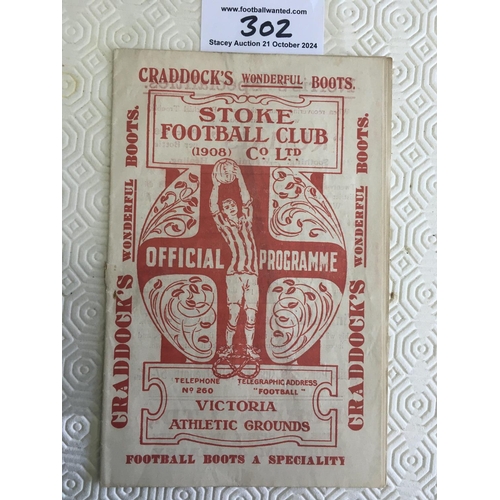 www.footballwanted.com
302
Stacey Auction 21 October 2024
CRADDOCK'S WONDERFUL BOOTS.
STOKE
FOOTBALL CLUB
(1908) Co LTD
OFFICIAL PROGRAMME
TELEPHONE
No 260
TELEGRAPHIC ADDRESS
"FOOTBALL"
VICTORIA
ATHLETIC GROUNDS
FOOTBALL BOOTS A SPECIALITY
CRADDOCK'S WONDERFUL BOOTS.
CRADDOCK'S WONDERFUL BOOTS.